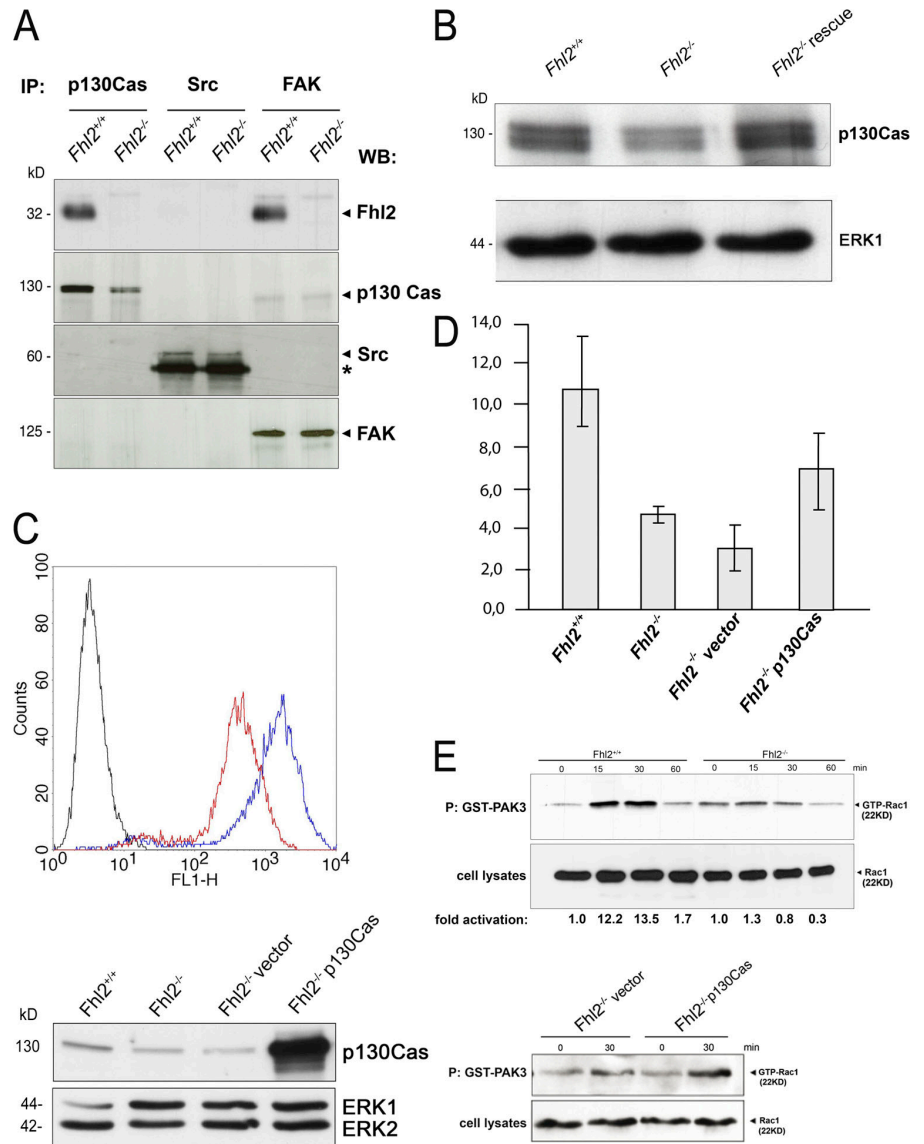 A
IP: p130Cas Src FAK
Fhl2+/+ Fhl2-/- Fhl2+/+ Fhl2-/- Fhl2+/+ Fhl2-/-
WB:
kD
32 - Fhl2
130 - p130 Cas
60 - Src
*
125 - FAK
B
Fhl2+/+ Fhl2-/- Fhl2-/- rescue
kD
130 - p130Cas
44 - ERK1
C
100
80
60
40
20
0
Counts
10^0 10^1 10^2 10^3 10^4
FL1-H
Fhl2+/+ Fhl2-/- Fhl2-/- vector Fhl2-/- p130Cas
kD
130 p130Cas
44- ERK1
42- ERK2
D
14,0
12,0
10,0
8,0
6,0
4,0
2,0
0,0
Fhl2+/+ Fhl2-/- Fhl2-/- vector Fhl2-/- p130Cas
E
Fhl2+/+ Fhl2-/-
0 15 30 60 0 15 30 60 min
P: GST-PAK3 GTP-Rac1
(22KD)
cell lysates Rac1
(22KD)
fold activation: 1.0 12.2 13.5 1.7 1.0 1.3 0.8 0.3
Fhl2-/- vector Fhl2-/- p130Cas
0 30 0 30 min
P: GST-PAK3 GTP-Rac1
(22KD)
cell lysates Rac1
(22KD)